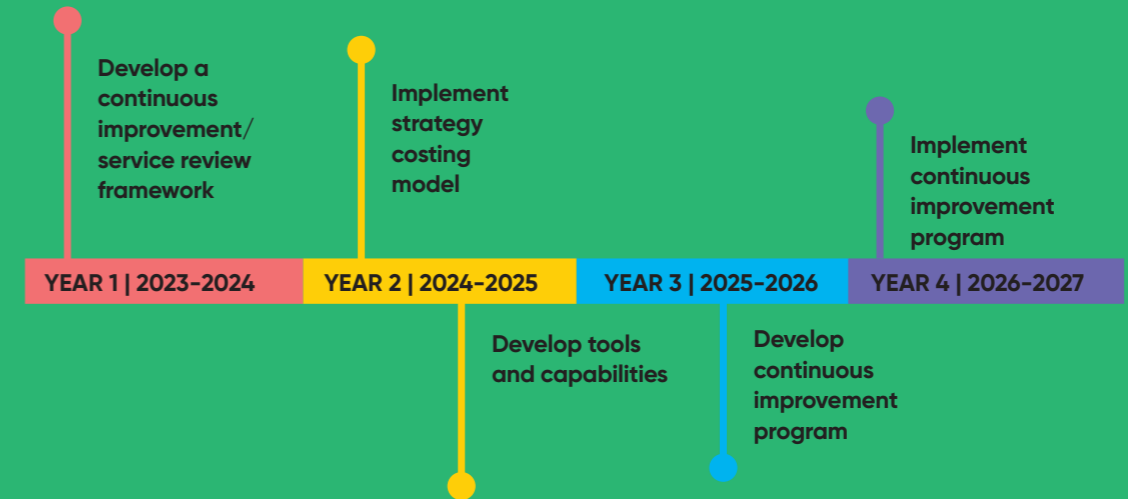 Develop a
continuous
improvement/
service review
framework
Implement
strategy
costing
model
Implement
continuous
improvement
program
YEAR 1 | 2023-2024
YEAR 2 | 2024-2025
YEAR 3 | 2025-2026
YEAR 4 | 2026-2027
Develop tools
and capabilities
Develop
continuous
improvement
program